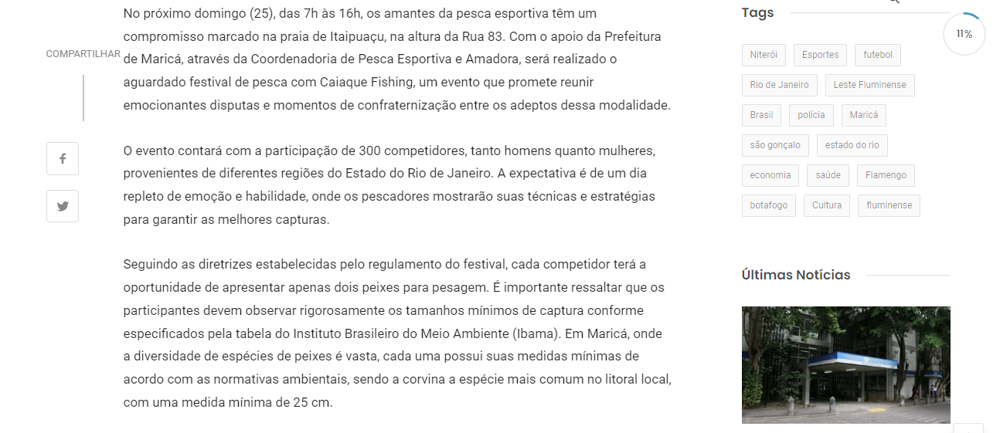 No próximo domingo (25), das 7h às 16h, os amantes da pesca esportiva têm um
compromisso marcado na praia de Itaipuaçu, na altura da Rua 83. Com o apoio da Prefeitura
de Maricá, através da Coordenadoria de Pesca Esportiva e Amadora, será realizado o
aguardado festival de pesca com Caiaque Fishing, um evento que promete reunir
emocionantes disputas e momentos de confraternização entre os adeptos dessa modalidade.
COMPARTILHAR
O evento contará com a participação de 300 competidores, tanto homens quanto mulheres,
provenientes de diferentes regiões do Estado do Rio de Janeiro. A expectativa é de um dia
repleto de emoção e habilidade, onde os pescadores mostrarão suas técnicas e estratégias
para garantir as melhores capturas.
Seguindo as diretrizes estabelecidas pelo regulamento do festival, cada competidor terá a
oportunidade de apresentar apenas dois peixes para pesagem. É importante ressaltar que os
participantes devem observar rigorosamente os tamanhos mínimos de captura conforme
especificados pela tabela do Instituto Brasileiro do Meio Ambiente (Ibama). Em Maricá, onde
a diversidade de espécies de peixes é vasta, cada uma possui suas medidas mínimas de
acordo com as normativas ambientais, sendo a corvina a espécie mais comum no litoral local,
com uma medida mínima de 25 cm.
Tags
11%
Niterói Esportes futebol
Rio de Janeiro Leste Fluminense
Brasil polícia Maricá
são gonçalo estado do rio
economia saúde Flamengo
botafogo Cultura fluminense
Últimas Notícias